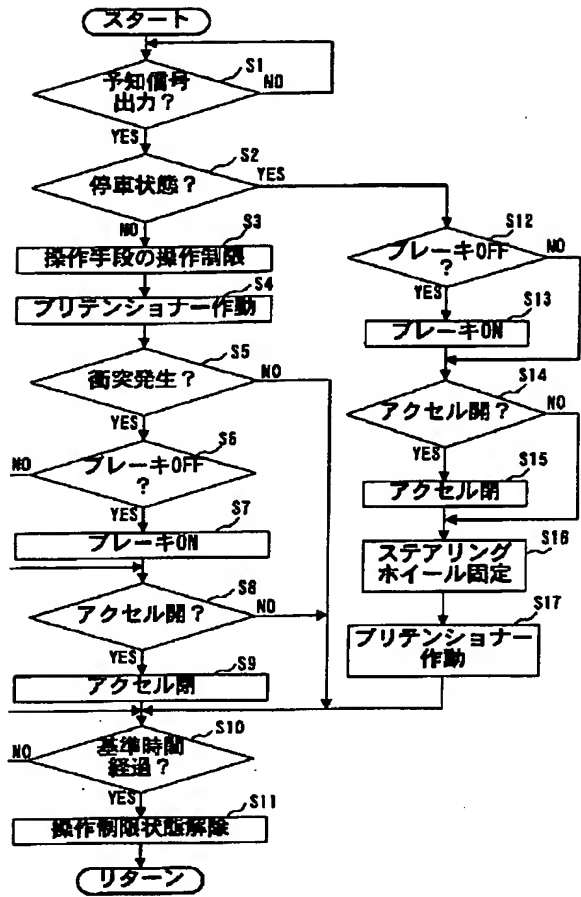 スタート
S1
予知信号
出力?
NO
YES
S2
停車状態?
YES
NO
S3
操作手段の操作制限
S4
プリテンショナー作動
S5
衝突発生?
NO
YES
S6
NO
ブレーキOFF
?
YES
S7
ブレーキON
S8
アクセル開?
NO
YES
S9
アクセル閉
S10
NO
基準時間
経過?
YES
S11
操作制限状態解除
リターン
S12
ブレーキOFF
?
NO
YES
S13
ブレーキON
S14
アクセル開?
NO
YES
S15
アクセル閉
S16
ステアリング
ホイール固定
S17
プリテンショナー
作動